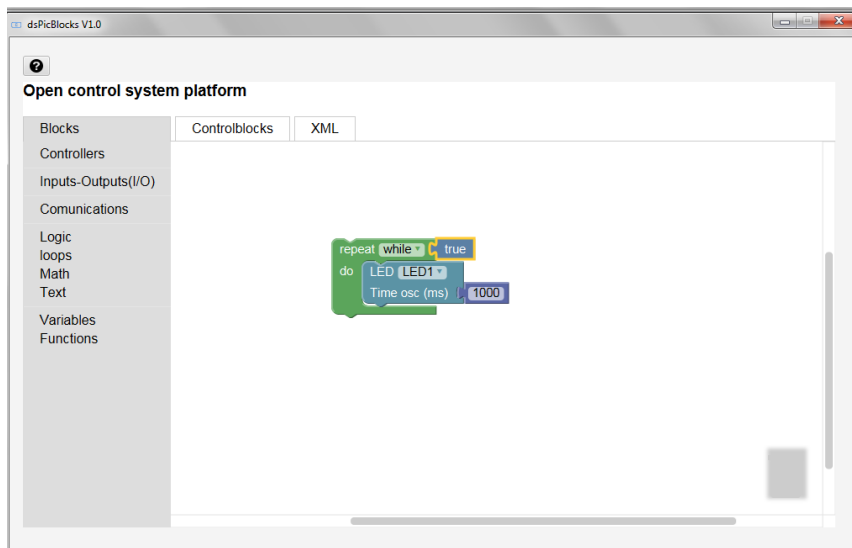 dsPicBlocks V1.0
?
Open control system platform
Blocks
Controlblocks
XML
Controllers
Inputs-Outputs(I/O)
Comunications
Logic
loops
Math
Text
Variables
Functions
repeat while true
do LED LED1
Time osc (ms) 1000